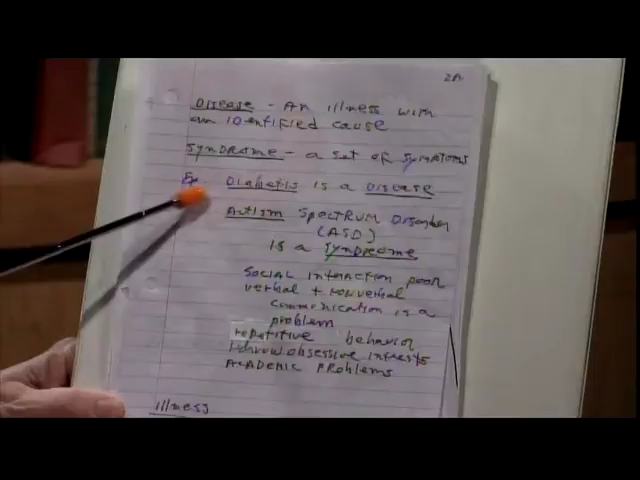 2A
Disease - An illness with
an identified cause
Syndrome - a set of symptoms
Ex Diabetis is a Disease
Autism Spectrum Disorder
(ASD)
is a Syndrome
Social interaction poor
verbal + nonverbal
communication is a
problem
repetitive behavior
obsessive interests
Academic problems
illness